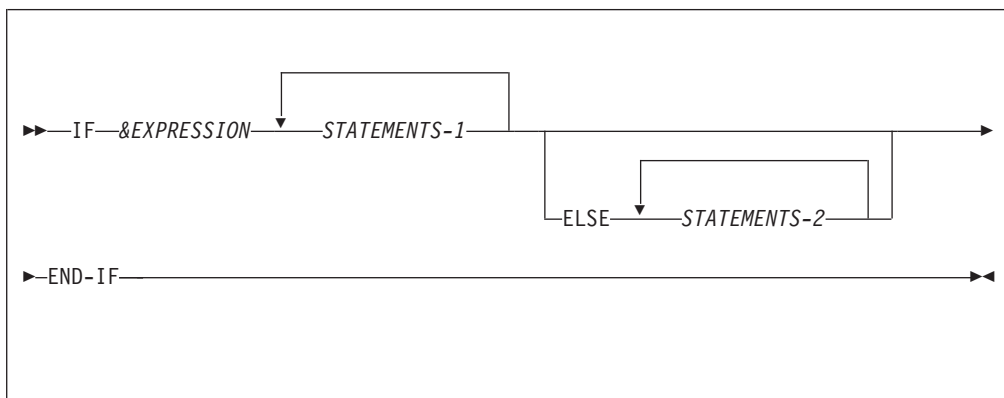 IF &EXPRESSION STATEMENTS-1
ELSE STATEMENTS-2
END-IF